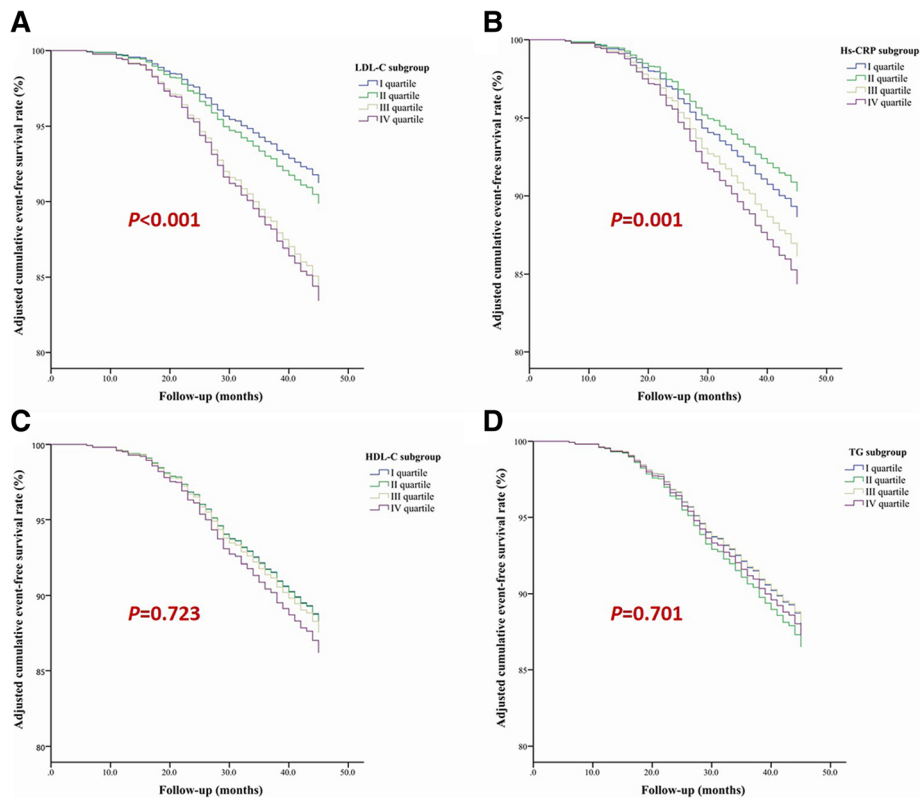 A
Adjusted cumulative event-free survival rate (%)
100
95
90
85
80
.0 10.0 20.0 30.0 40.0 50.0
Follow-up (months)
LDL-C subgroup
I quartile
II quartile
III quartile
IV quartile
P<0.001
B
Adjusted cumulative event-free survival rate (%)
100
95
90
85
80
.0 10.0 20.0 30.0 40.0 50.0
Follow-up (months)
Hs-CRP subgroup
I quartile
II quartile
III quartile
IV quartile
P=0.001
C
Adjusted cumulative event-free survival rate (%)
100
95
90
85
80
.0 10.0 20.0 30.0 40.0 50.0
Follow-up (months)
HDL-C subgroup
I quartile
II quartile
III quartile
IV quartile
P=0.723
D
Adjusted cumulative event-free survival rate (%)
100
95
90
85
80
.0 10.0 20.0 30.0 40.0 50.0
Follow-up (months)
TG subgroup
I quartile
II quartile
III quartile
IV quartile
P=0.701